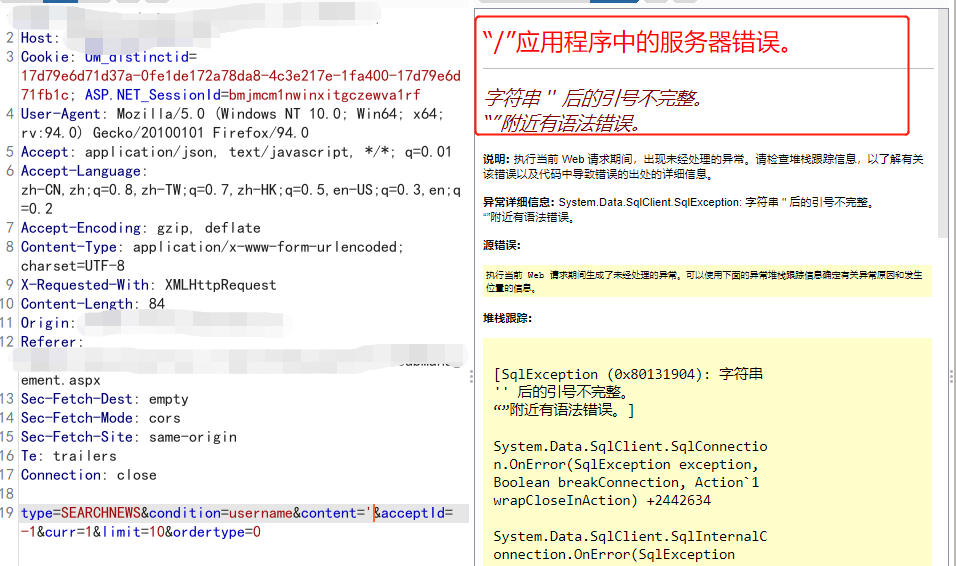 2 Host:
3 Cookie: UM_distinctid=
17d79e6d71d37a-0fe1de172a78da8-4c3e217e-1fa400-17d79e6d
71fb1c; ASP.NET_SessionId=bmjmcm1nwinxitgczewva1rf
4 User-Agent: Mozilla/5.0 (Windows NT 10.0; Win64; x64;
rv:94.0) Gecko/20100101 Firefox/94.0
5 Accept: application/json, text/javascript, */*; q=0.01
6 Accept-Language:
zh-CN,zh;q=0.8,zh-TW;q=0.7,zh-HK;q=0.5,en-US;q=0.3,en;q
=0.2
7 Accept-Encoding: gzip, deflate
8 Content-Type: application/x-www-form-urlencoded;
charset=UTF-8
9 X-Requested-With: XMLHttpRequest
10 Content-Length: 84
11 Origin:
12 Referer:
ement.aspx
13 Sec-Fetch-Dest: empty
14 Sec-Fetch-Mode: cors
15 Sec-Fetch-Site: same-origin
16 Te: trailers
17 Connection: close
18
19 type=SEARCHNEWS&condition=username&content='&acceptId=
-1&curr=1&limit=10&ordertype=0
“/”应用程序中的服务器错误。
字符串 '' 后的引号不完整。
“”附近有语法错误。
说明: 执行当前 Web 请求期间，出现未经处理的异常。请检查堆栈跟踪信息，以了解有关
该错误以及代码中导致错误的出处的详细信息。
异常详细信息: System.Data.SqlClient.SqlException: 字符串 '' 后的引号不完整。
“”附近有语法错误。
源错误:
执行当前 Web 请求期间生成了未经处理的异常。可以使用下面的异常堆栈跟踪信息确定有关异常原因和发生
位置的信息。
堆栈跟踪:
[SqlException (0x80131904): 字符串
'' 后的引号不完整。
“”附近有语法错误。]
System.Data.SqlClient.SqlConnectio
n.OnError(SqlException exception,
Boolean breakConnection, Action`1
wrapCloseInAction) +2442634
System.Data.SqlClient.SqlInternalC
onnection.OnError(SqlException